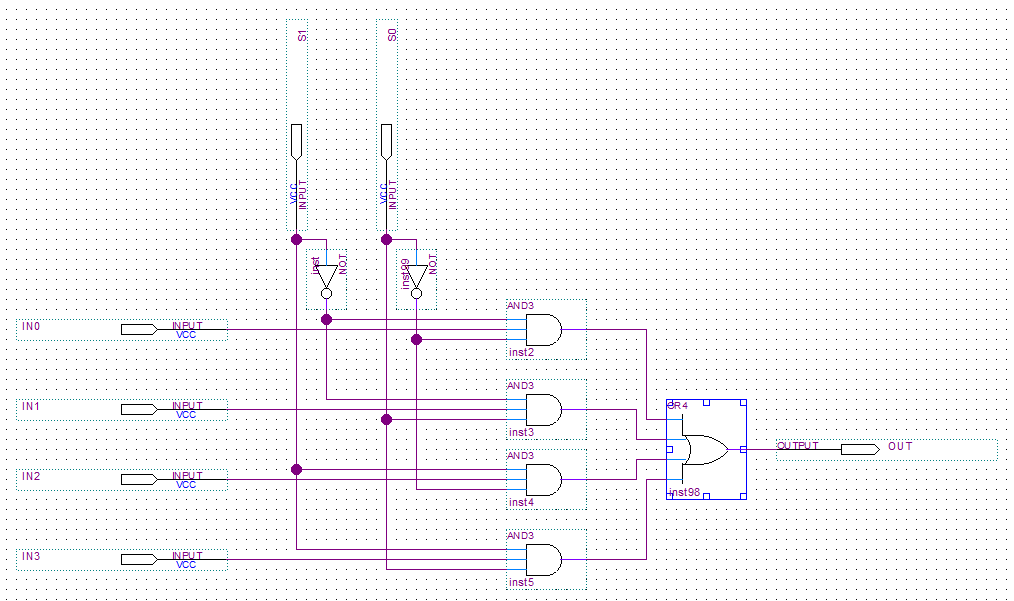 S1
S0
VCC
INPUT
VCC
INPUT
inst
NOT
inst99
NOT
IN0
INPUT
VCC
AND3
inst2
IN1
INPUT
VCC
AND3
inst3
OR4
inst98
OUTPUT
OUT
IN2
INPUT
VCC
AND3
inst4
IN3
INPUT
VCC
AND3
inst5